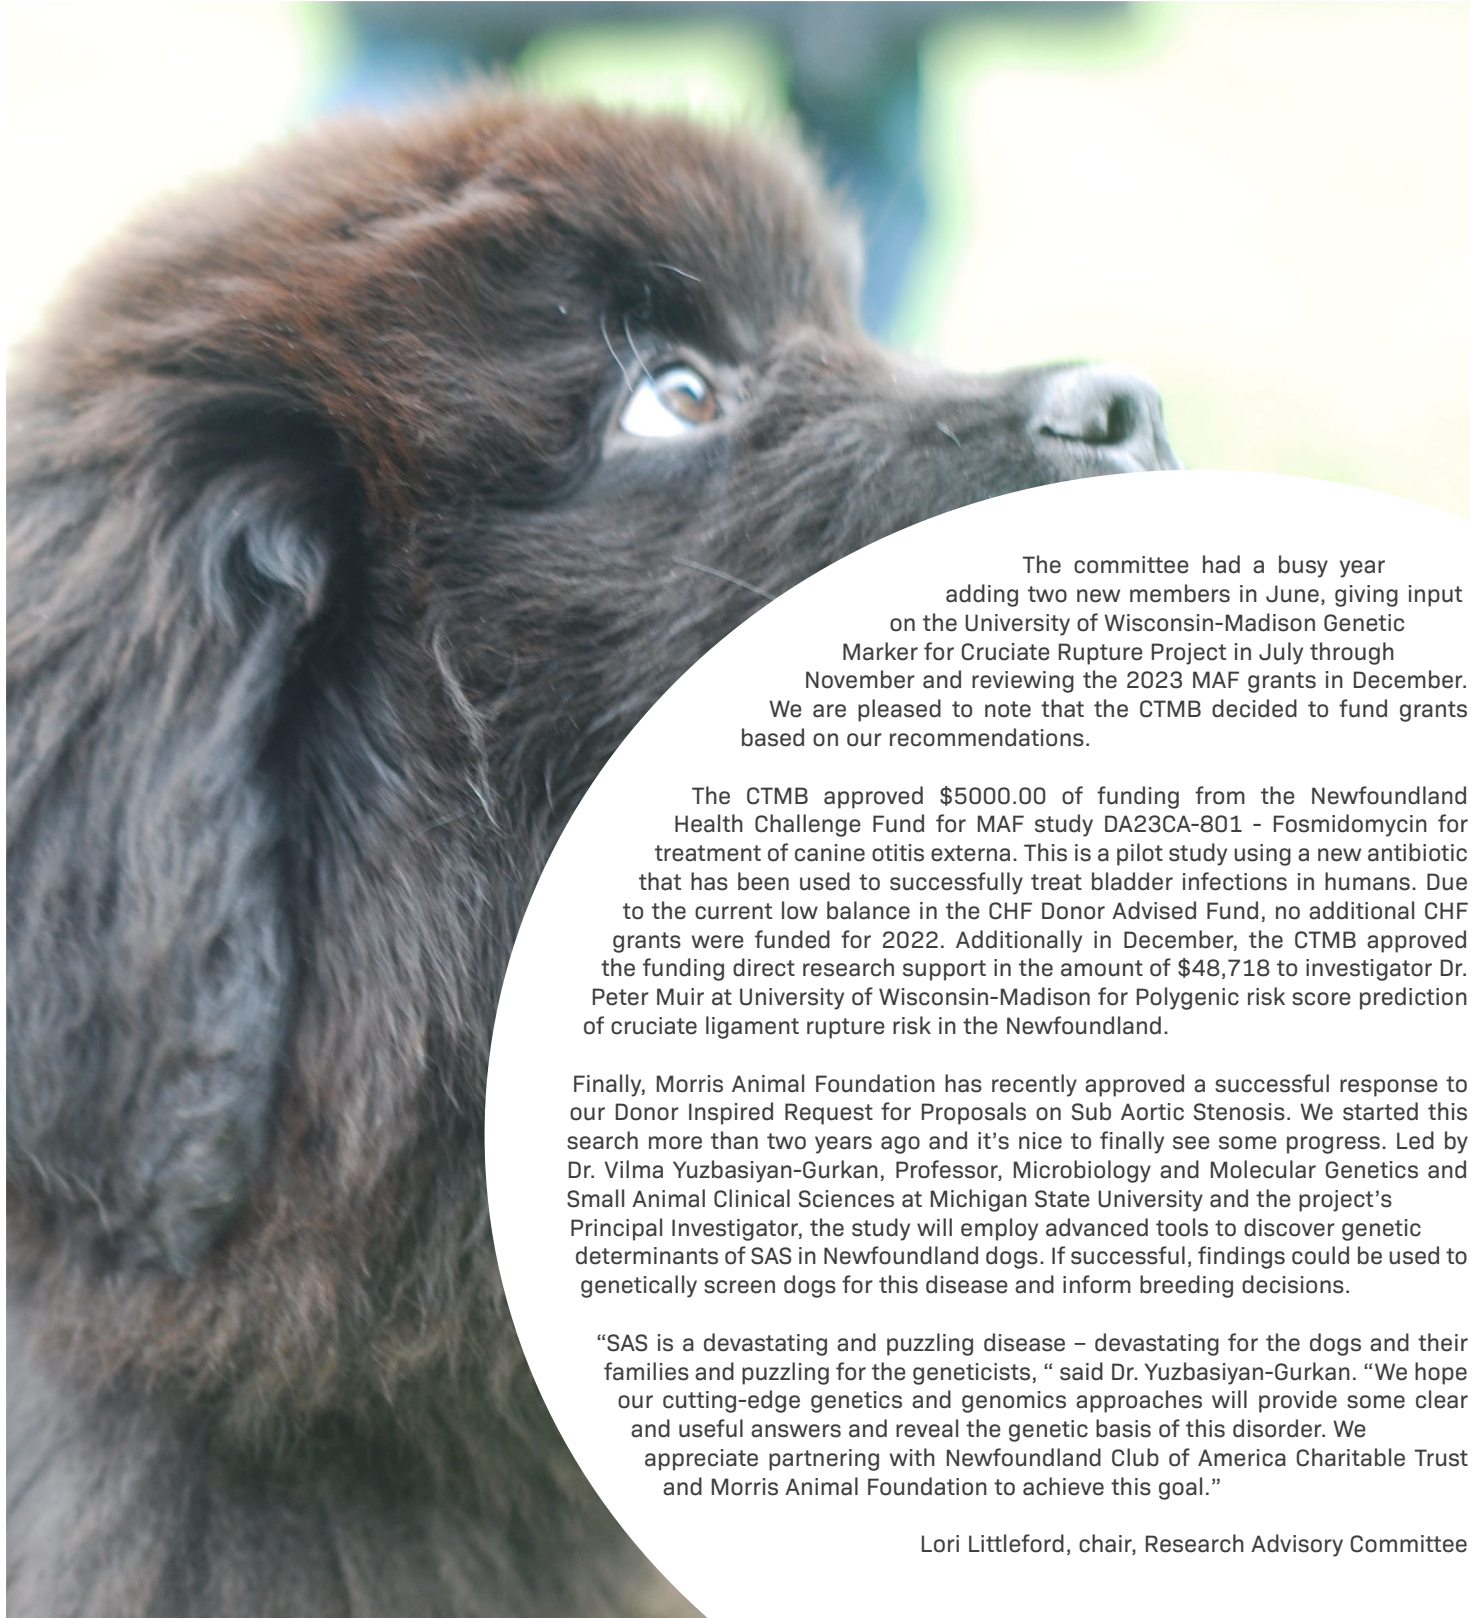 The committee had a busy year
adding two new members in June, giving input
on the University of Wisconsin-Madison Genetic
Marker for Cruciate Rupture Project in July through
November and reviewing the 2023 MAF grants in December.
We are pleased to note that the CTMB decided to fund grants
based on our recommendations.
The CTMB approved $5000.00 of funding from the Newfoundland
Health Challenge Fund for MAF study DA23CA-801 - Fosmidomycin for
treatment of canine otitis externa. This is a pilot study using a new antibiotic
that has been used to successfully treat bladder infections in humans. Due
to the current low balance in the CHF Donor Advised Fund, no additional CHF
grants were funded for 2022. Additionally in December, the CTMB approved
the funding direct research support in the amount of $48,718 to investigator Dr.
Peter Muir at University of Wisconsin-Madison for Polygenic risk score prediction
of cruciate ligament rupture risk in the Newfoundland.
Finally, Morris Animal Foundation has recently approved a successful response to
our Donor Inspired Request for Proposals on Sub Aortic Stenosis. We started this
search more than two years ago and it’s nice to finally see some progress. Led by
Dr. Vilma Yuzbasiyan-Gurkan, Professor, Microbiology and Molecular Genetics and
Small Animal Clinical Sciences at Michigan State University and the project’s
Principal Investigator, the study will employ advanced tools to discover genetic
determinants of SAS in Newfoundland dogs. If successful, findings could be used to
genetically screen dogs for this disease and inform breeding decisions.
“SAS is a devastating and puzzling disease – devastating for the dogs and their
families and puzzling for the geneticists, “ said Dr. Yuzbasiyan-Gurkan. “We hope
our cutting-edge genetics and genomics approaches will provide some clear
and useful answers and reveal the genetic basis of this disorder. We
appreciate partnering with Newfoundland Club of America Charitable Trust
and Morris Animal Foundation to achieve this goal.”
Lori Littleford, chair, Research Advisory Committee